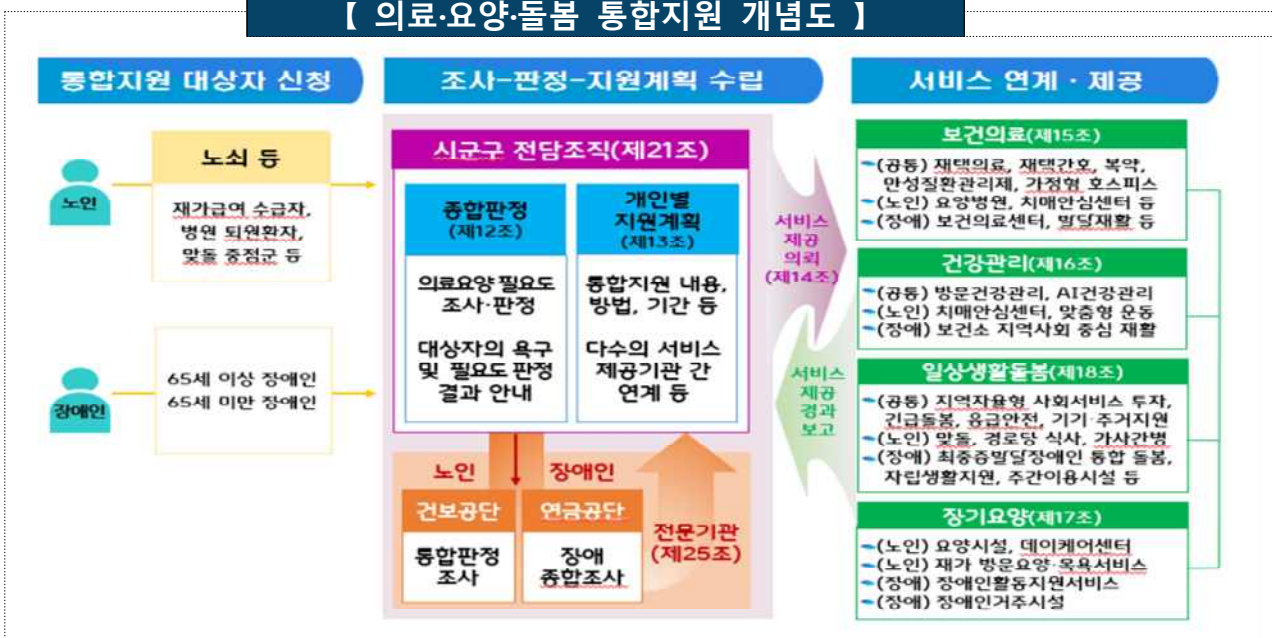 【 의료·요양·돌봄 통합지원 개념도 】
통합지원 대상자 신청
조사-판정-지원계획 수립
서비스 연계 · 제공
노인
노쇠 등
재가급여 수급자,
병원 퇴원환자,
맞돌 중점군 등
장애인
65세 이상 장애인
65세 미만 장애인
시군구 전담조직(제21조)
종합판정
(제12조)
의료요양 필요도
조사·판정
대상자의 욕구
및 필요도 판정
결과 안내
개인별
지원계획
(제13조)
통합지원 내용,
방법, 기간 등
다수의 서비스
제공기관 간
연계 등
노인
장애인
건보공단
통합판정
조사
연금공단
장애
종합조사
전문기관
(제25조)
서비스
제공
의뢰
(제14조)
서비스
제공
경과
보고
보건의료(제15조)
(공통) 재택의료, 재택간호, 복약,
만성질환관리제, 가정형 호스피스
(노인) 요양병원, 치매안심센터 등
(장애) 보건의료센터, 발달재활 등
건강관리(제16조)
(공통) 방문건강관리, AI건강관리
(노인) 치매안심센터, 맞춤형 운동
(장애) 보건소 지역사회 중심 재활
일상생활돌봄(제18조)
(공통) 지역자율형 사회서비스 투자,
긴급돌봄, 응급안전, 기기·주거지원
(노인) 맞돌, 경로당 식사, 가사간병
(장애) 최중증발달장애인 통합 돌봄,
자립생활지원, 주간이용시설 등
장기요양(제17조)
(노인) 요양시설, 데이케어센터
(노인) 재가 방문요양·목욕서비스
(장애) 장애인활동지원서비스
(장애) 장애인거주시설